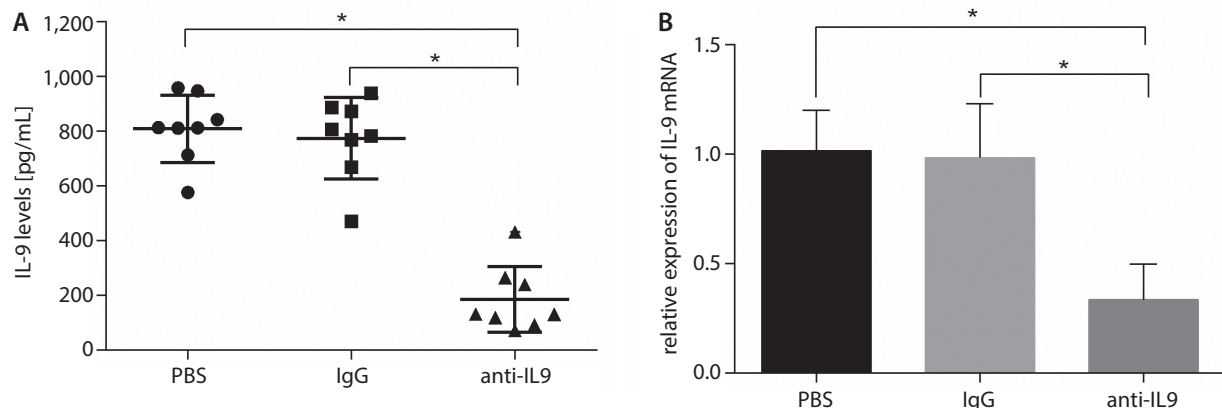 A
IL-9 levels [pg/mL]
1,200
1,000
800
600
400
200
0
*
*
PBS IgG anti-IL9
B
relative expression of IL-9 mRNA
1.5
1.0
0.5
0.0
*
*
PBS IgG anti-IL9